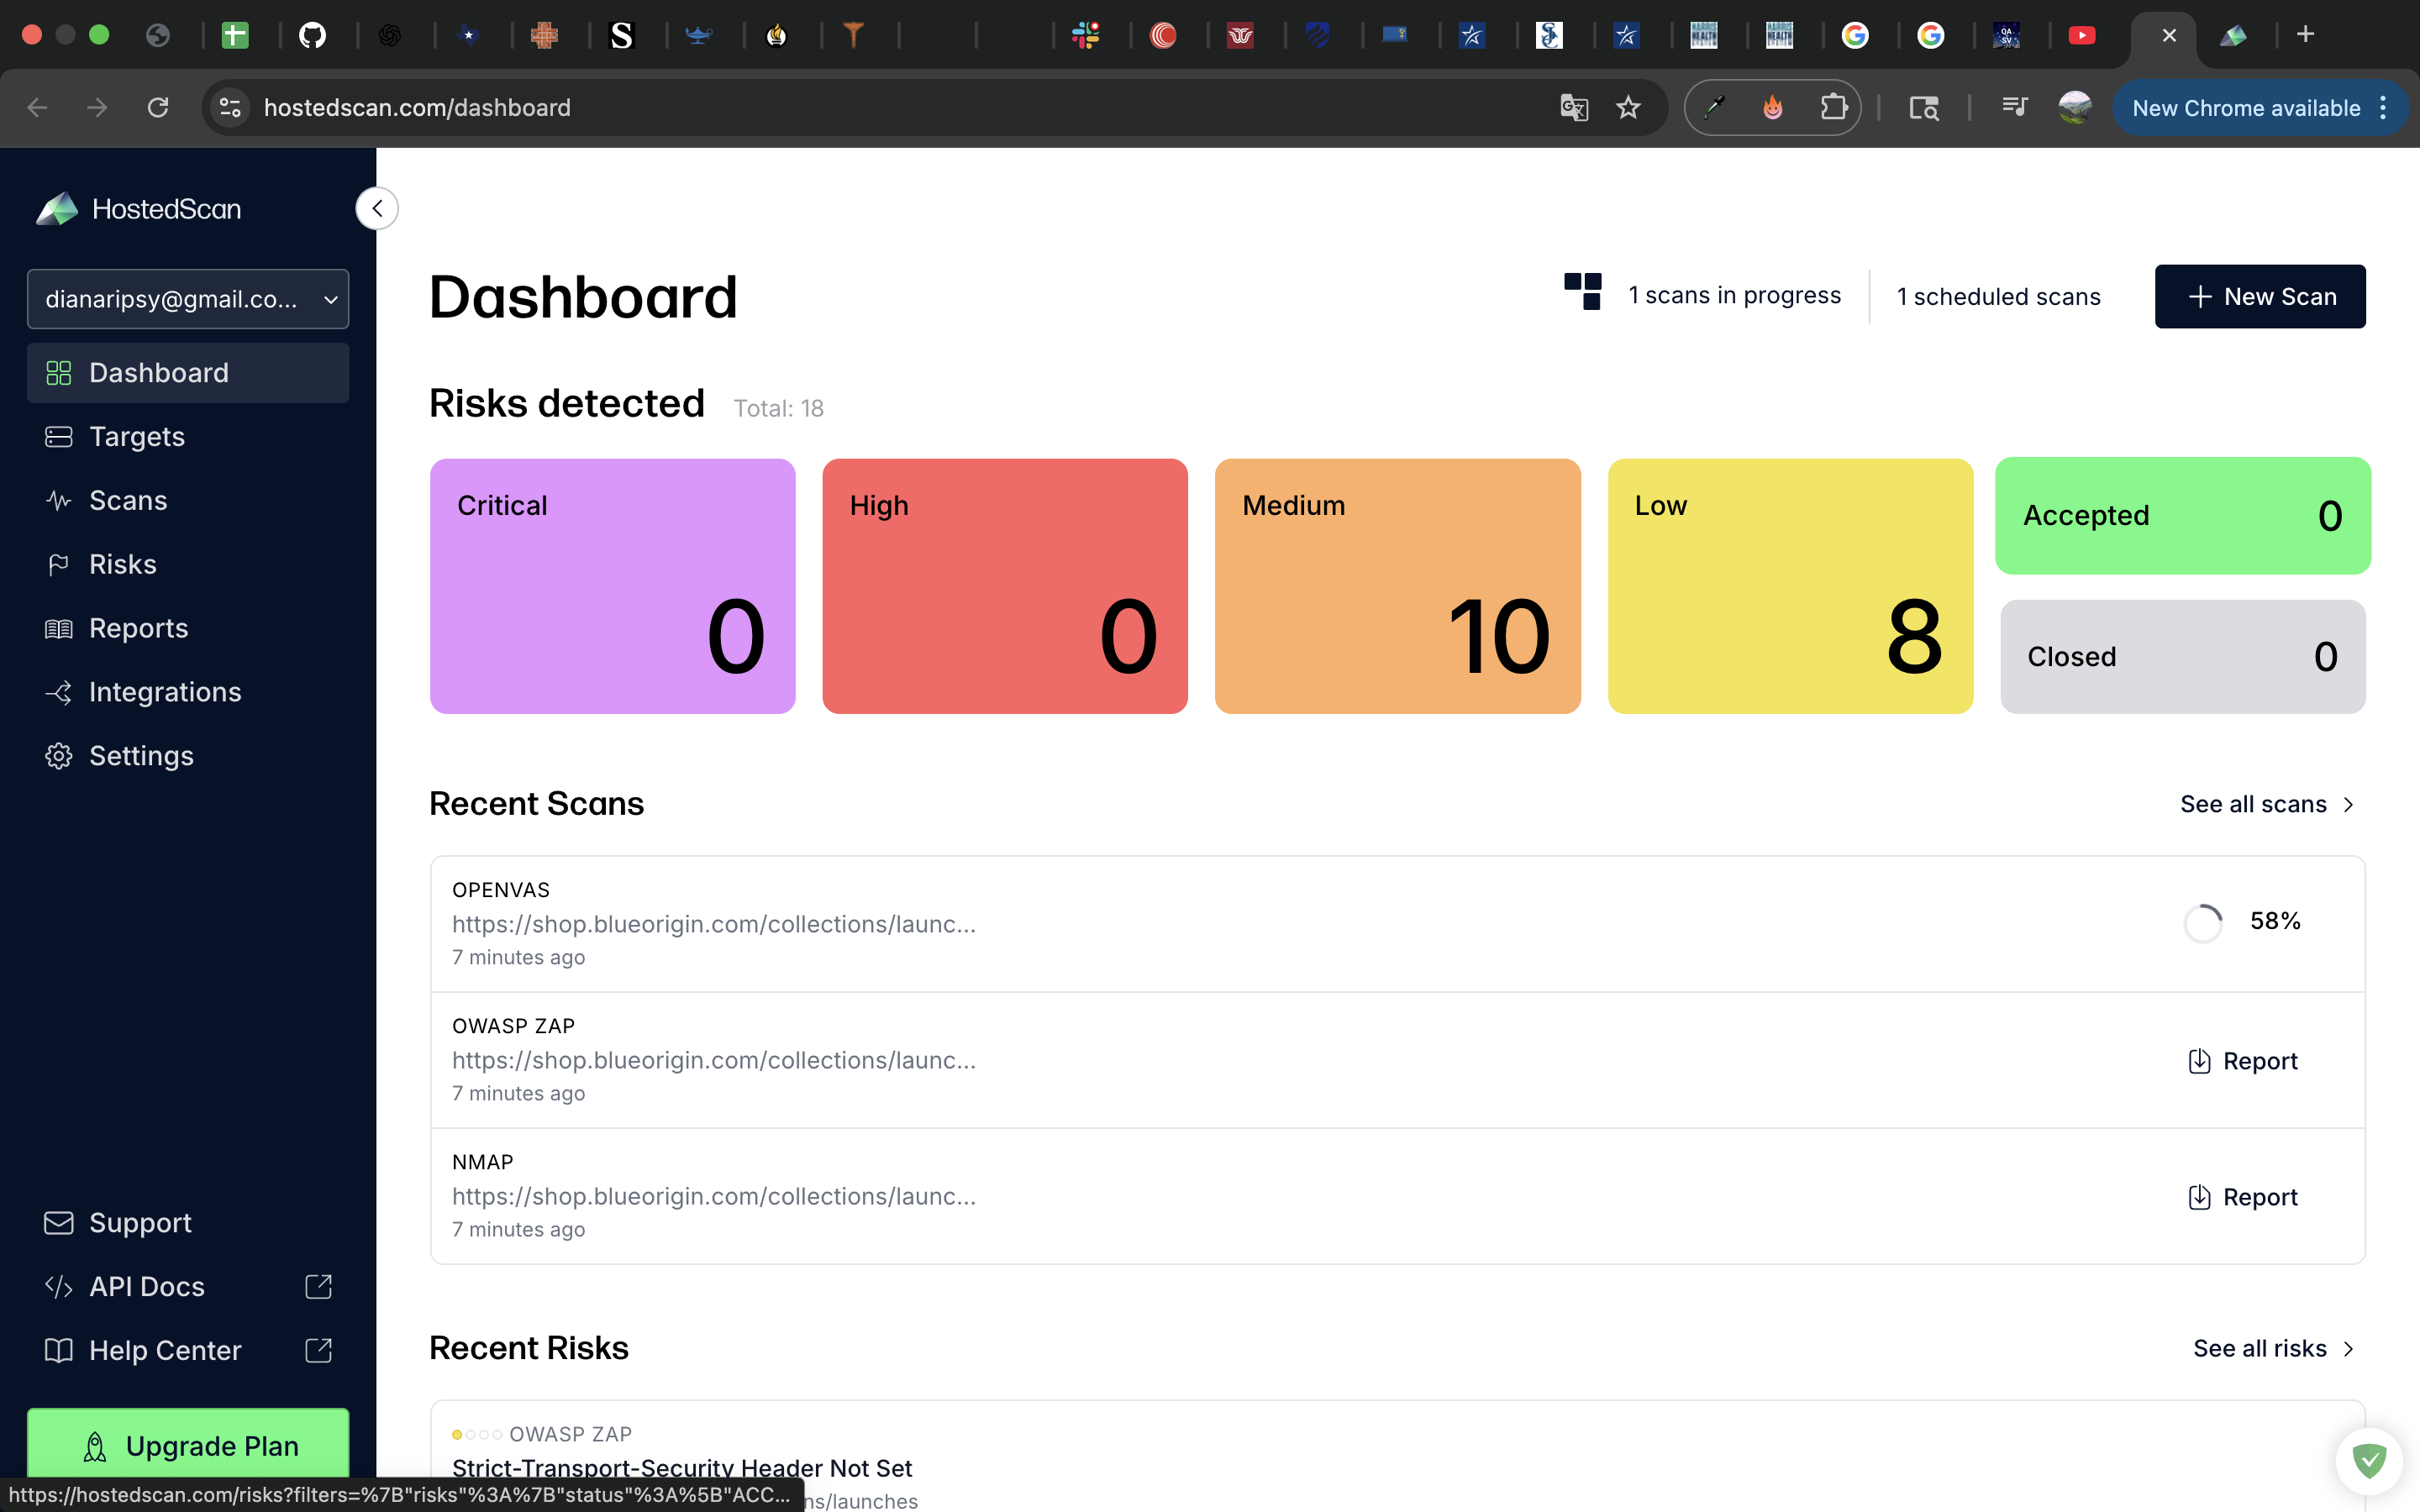 hostedscan.com/dashboard
New Chrome available
HostedScan
dianaripsy@gmail.co...
Dashboard
Targets
Scans
Risks
Reports
Integrations
Settings
Support
API Docs
Help Center
Upgrade Plan
https://hostedscan.com/risks?filters=%7B"risks"%3A%7B"status"%3A%5B"ACC...
Dashboard
1 scans in progress
1 scheduled scans
New Scan
Risks detected
Total: 18
Critical
0
High
0
Medium
10
Low
8
Accepted
0
Closed
0
Recent Scans
See all scans
OPENVAS
https://shop.blueorigin.com/collections/launc...
7 minutes ago
58%
OWASP ZAP
https://shop.blueorigin.com/collections/launc...
7 minutes ago
Report
NMAP
https://shop.blueorigin.com/collections/launc...
7 minutes ago
Report
Recent Risks
See all risks
OWASP ZAP
Strict-Transport-Security Header Not Set
ns/launches